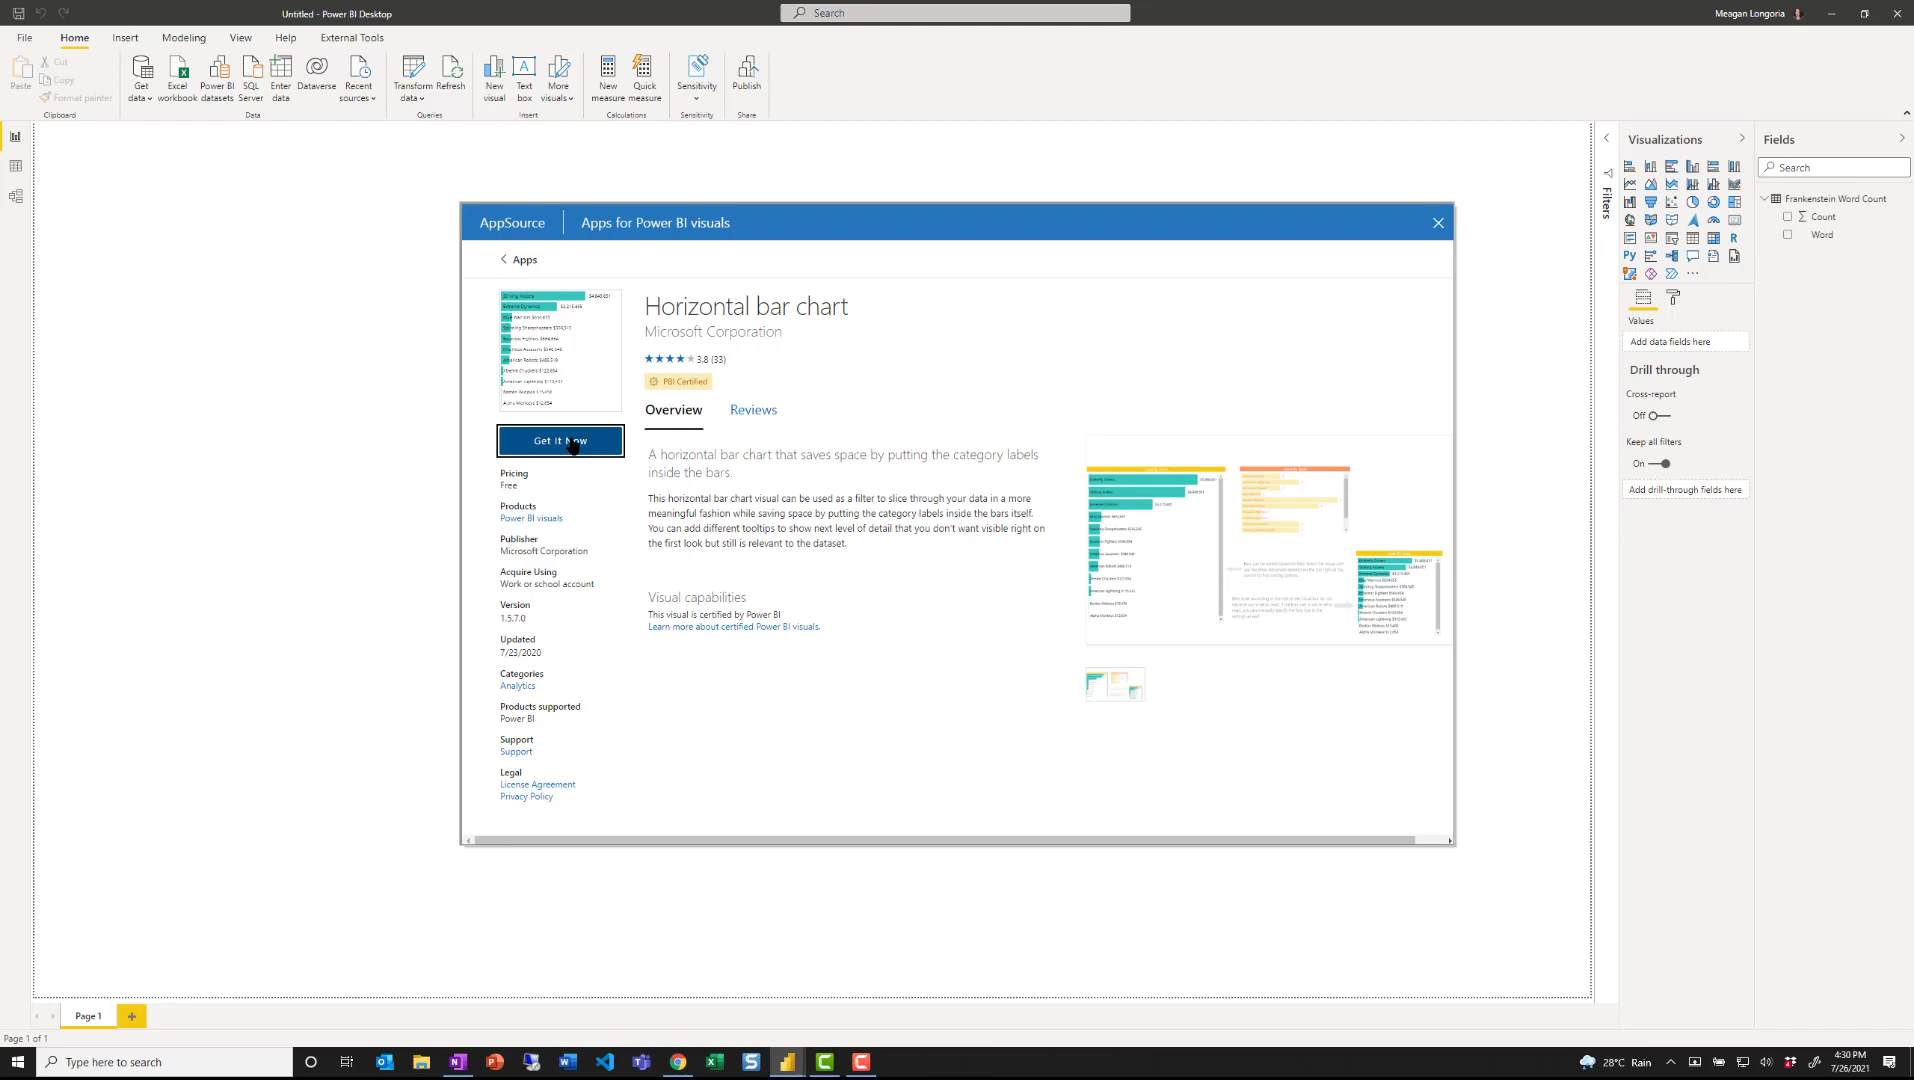 Untitled - Power BI Desktop
Search
Meagan Longoria
File
Home
Insert
Modeling
View
Help
External Tools
Paste
Cut
Copy
Format painter
Get data
Excel workbook
Power BI datasets
SQL Server
Enter data
Dataverse
Recent sources
Transform data
Refresh
New visual
Text box
More visuals
New measure
Quick measure
Sensitivity
Publish
Clipboard
Data
Queries
Insert
Calculations
Sensitivity
Share
AppSource
Apps for Power BI visuals
Apps
Horizontal bar chart
Microsoft Corporation
3.8 (33)
PBI Certified
Overview
Reviews
Get It Now
Pricing
Free
Products
Power BI visuals
Publisher
Microsoft Corporation
Acquire Using
Work or school account
Version
1.5.7.0
Updated
7/23/2020
Categories
Analytics
Products supported
Power BI
Support
Support
Legal
License Agreement
Privacy Policy
A horizontal bar chart that saves space by putting the category labels
inside the bars.
This horizontal bar chart visual can be used as a filter to slice through your data in a more
meaningful fashion while saving space by putting the category labels inside the bars itself.
You can add different tooltips to show next level of detail that you don't want visible right on
the first look but still is relevant to the dataset.
Visual capabilities
This visual is certified by Power BI
Learn more about certified Power BI visuals.
Filters
Visualizations
R
Py
Values
Add data fields here
Drill through
Cross-report
Off
Keep all filters
On
Add drill-through fields here
Fields
Search
Frankenstein Word Count
Σ Count
Word
Page 1
Page 1 of 1
Type here to search
28°C Rain
4:30 PM
7/26/2021